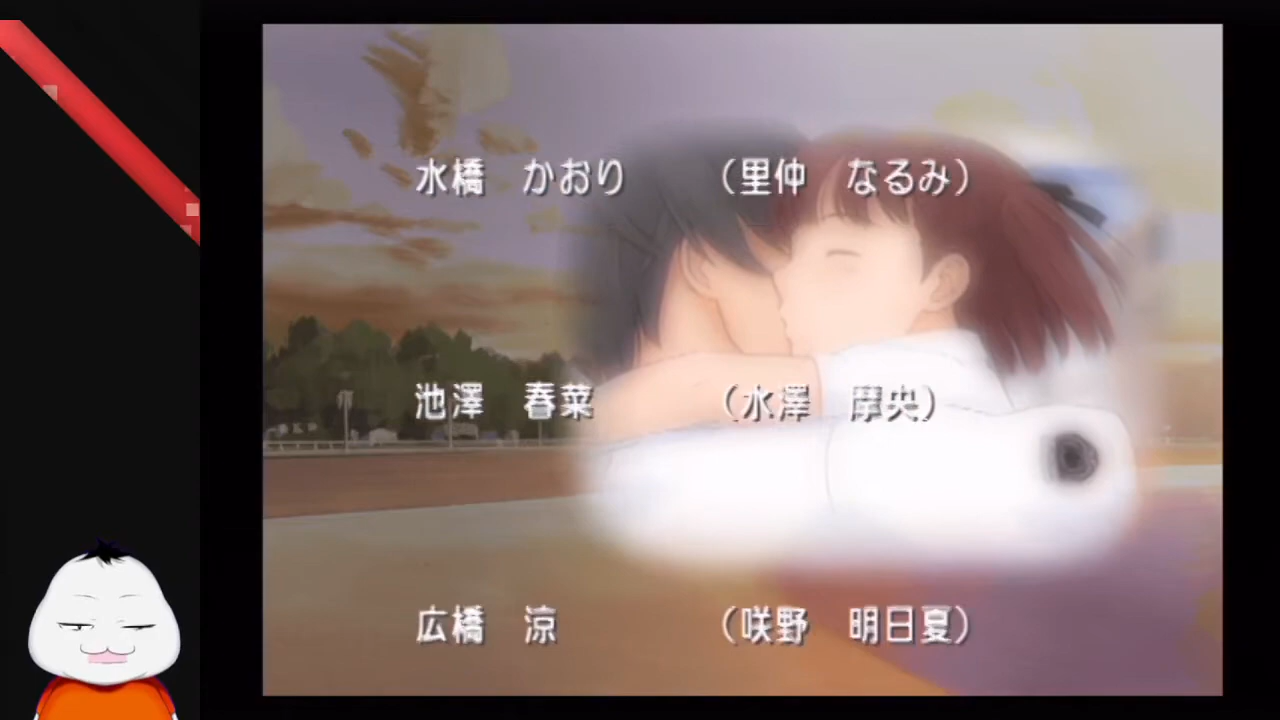 水橋　かおり　（里仲　なるみ）
池澤　春菜　（水澤　摩央）
広橋　涼　（咲野　明日夏）